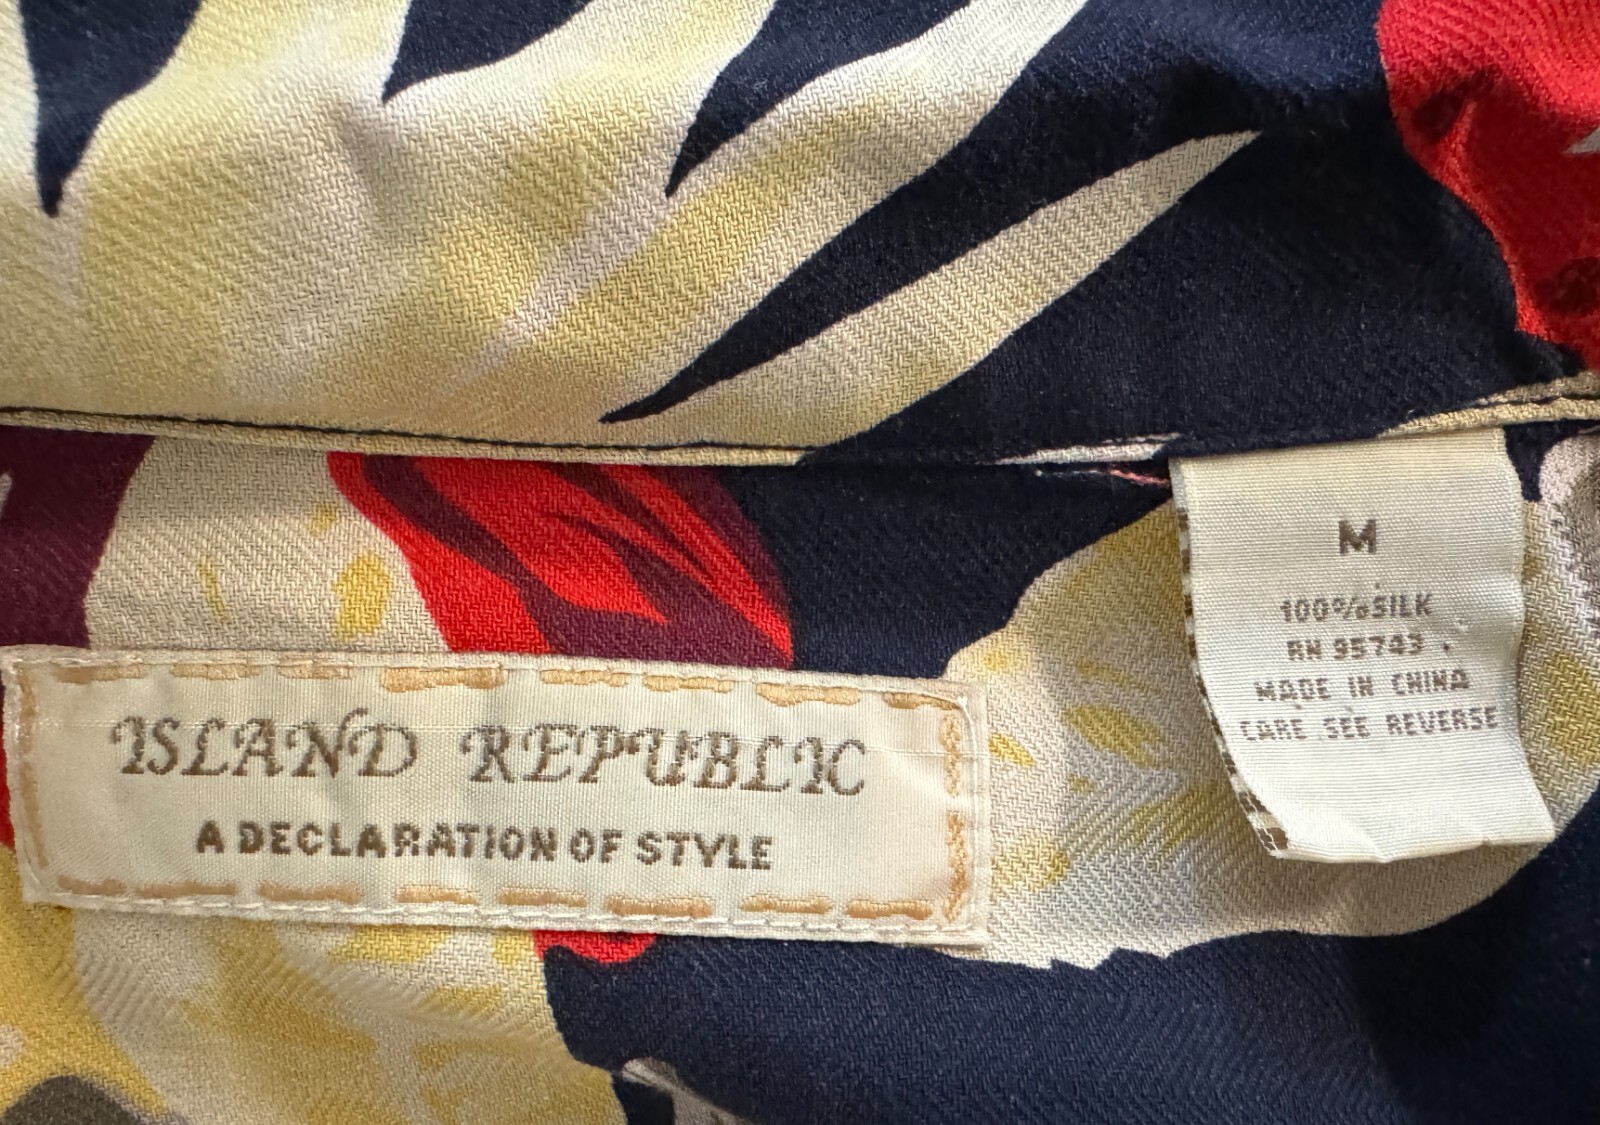 ISLAND REPUBLIC
A DECLARATION OF STYLE
M
100% SILK
RN 95743
MADE IN CHINA
CARE SEE REVERSE